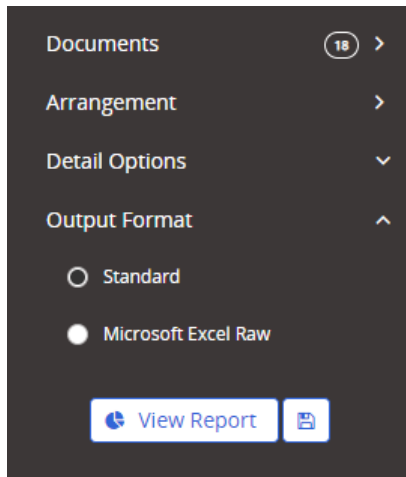 Documents 18
Arrangement
Detail Options
Output Format
Standard
Microsoft Excel Raw
View Report